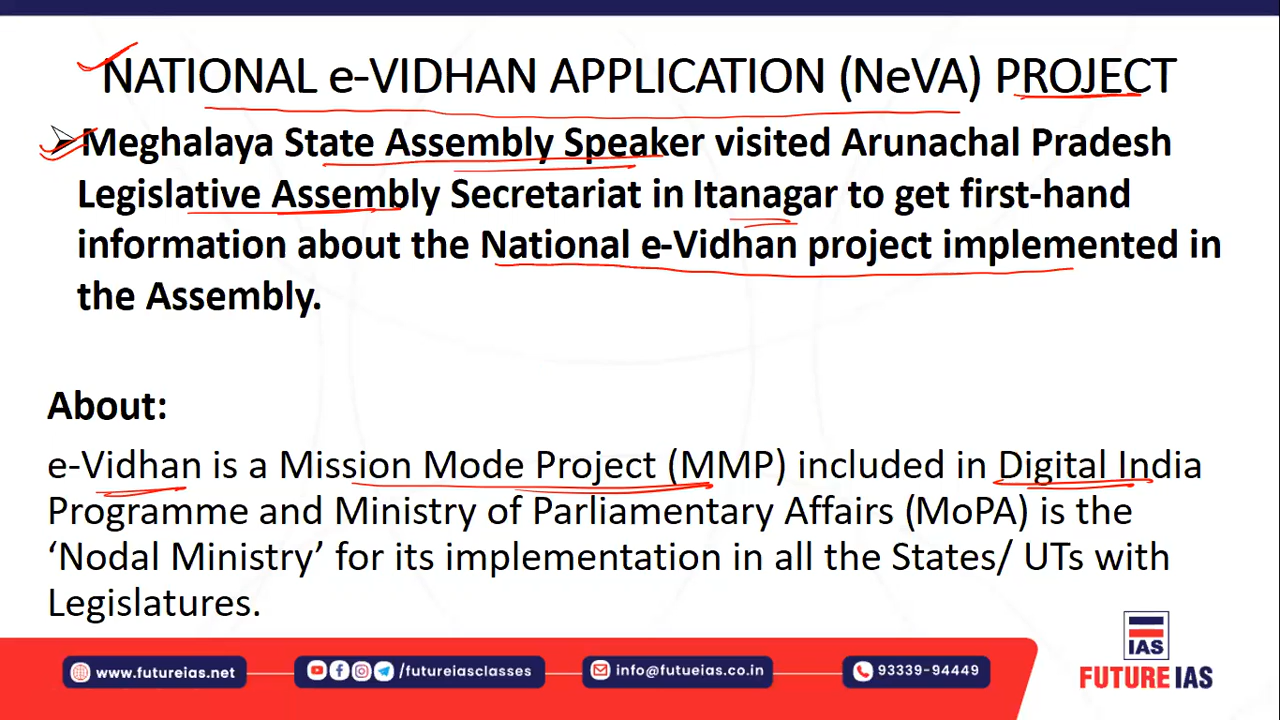 NATIONAL e-VIDHAN APPLICATION (NeVA) PROJECT
Meghalaya State Assembly Speaker visited Arunachal Pradesh
Legislative Assembly Secretariat in Itanagar to get first-hand
information about the National e-Vidhan project implemented in
the Assembly.
About:
e-Vidhan is a Mission Mode Project (MMP) included in Digital India
Programme and Ministry of Parliamentary Affairs (MoPA) is the
‘Nodal Ministry’ for its implementation in all the States/ UTs with
Legislatures.
www.futureias.net
/futureiasclasses
info@futueias.co.in
93339-94449
IAS
FUTURE IAS